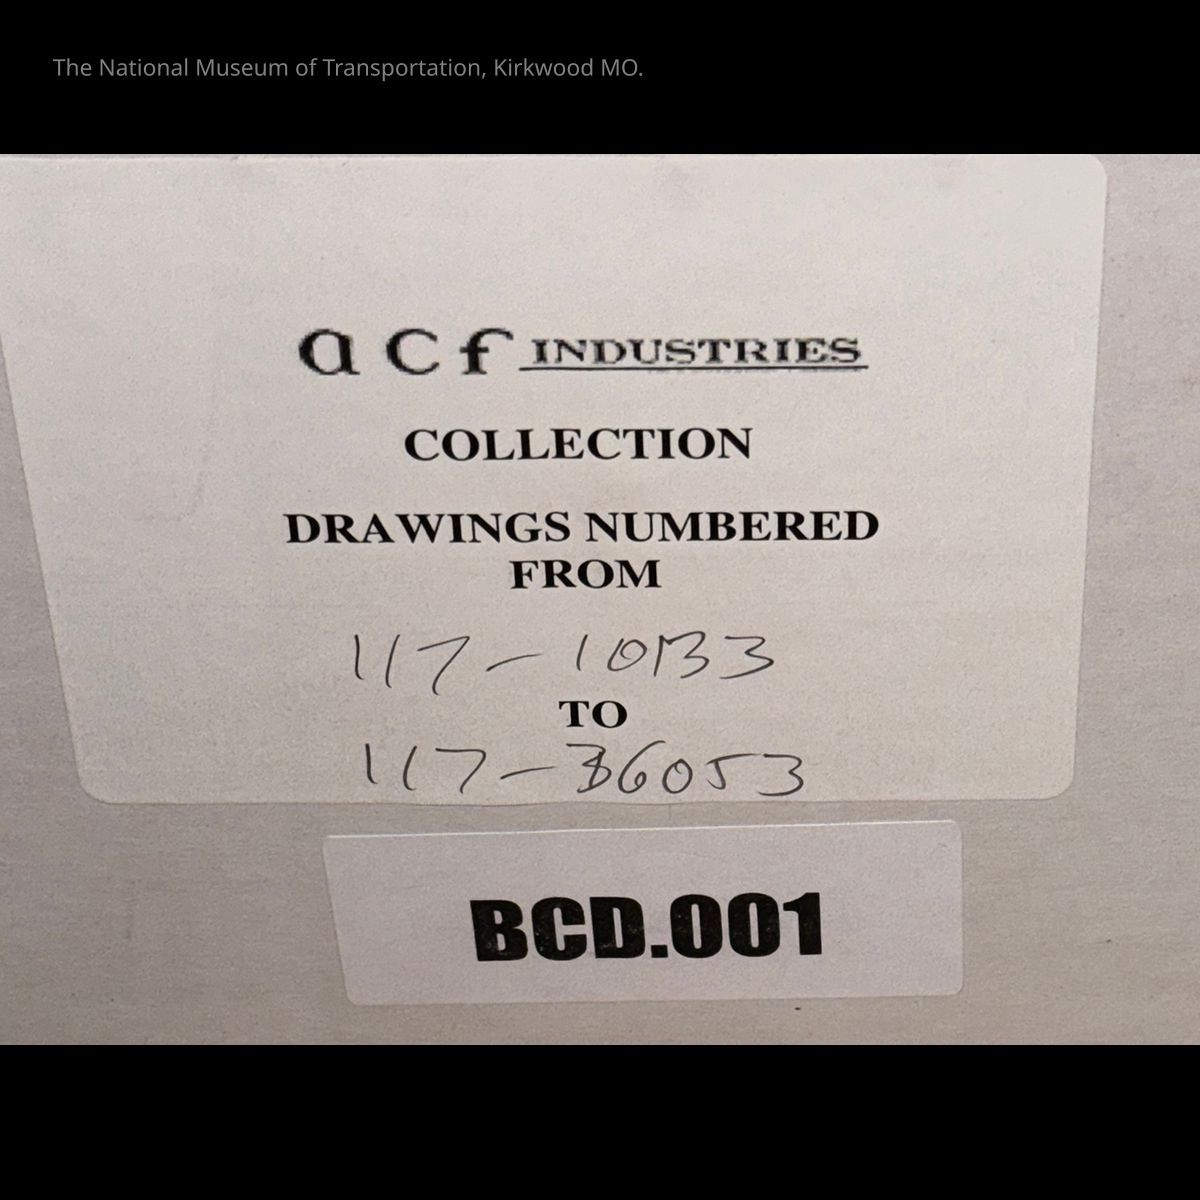 The National Museum of Transportation, Kirkwood MO.
acf INDUSTRIES
COLLECTION
DRAWINGS NUMBERED
FROM
117-10133
TO
117-36053
BCD.001